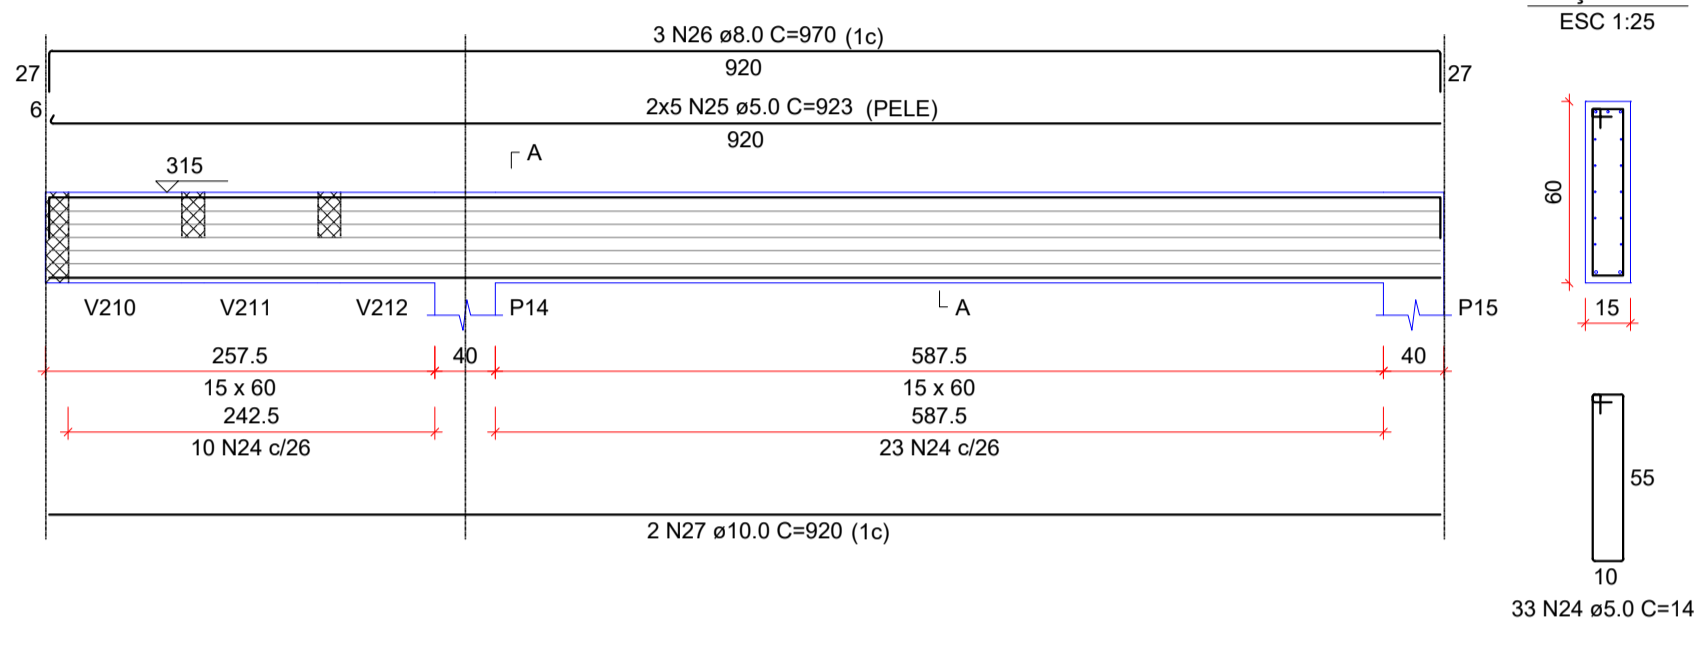 ESC 1:25
3 N26 ø8.0 C=970 (1c)
27
920
27
6
2x5 N25 ø5.0 C=923 (PELE)
920
A
315
60
V210
V211
V212
P14
A
P15
15
257.5
40
587.5
40
15 x 60
15 x 60
242.5
587.5
10 N24 c/26
23 N24 c/26
55
2 N27 ø10.0 C=920 (1c)
10
33 N24 ø5.0 C=14